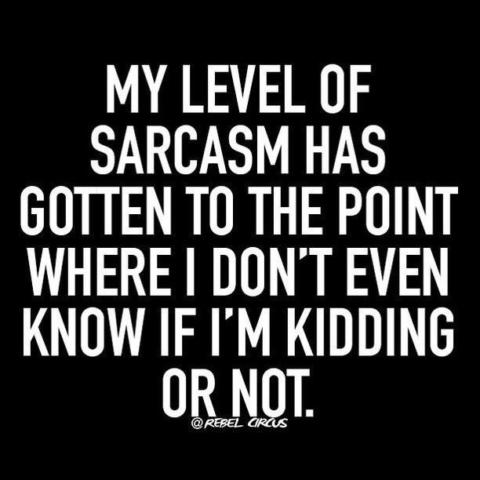 MY LEVEL OF
SARCASM HAS
GOTTEN TO THE POINT
WHERE I DON'T EVEN
KNOW IF I'M KIDDING
OR NOT.
@ REBEL CIRCUS